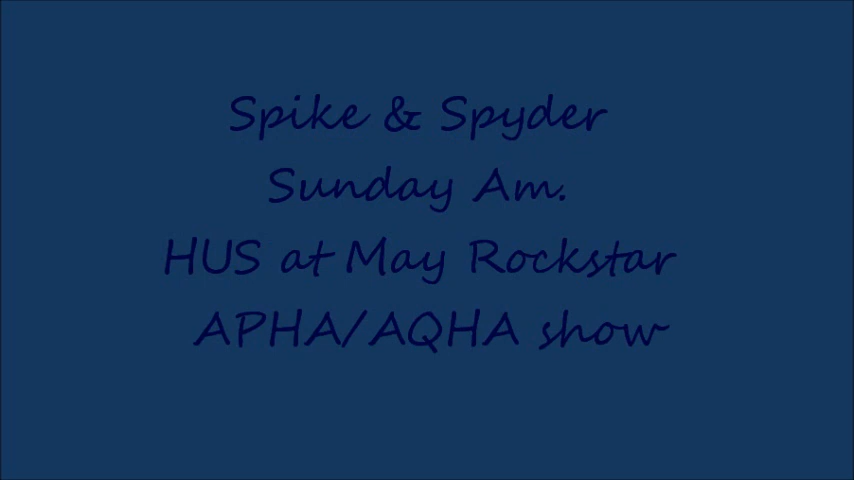 Spike & Spyder
Sunday Am.
HUS at May Rockstar
APHA/AQHA show